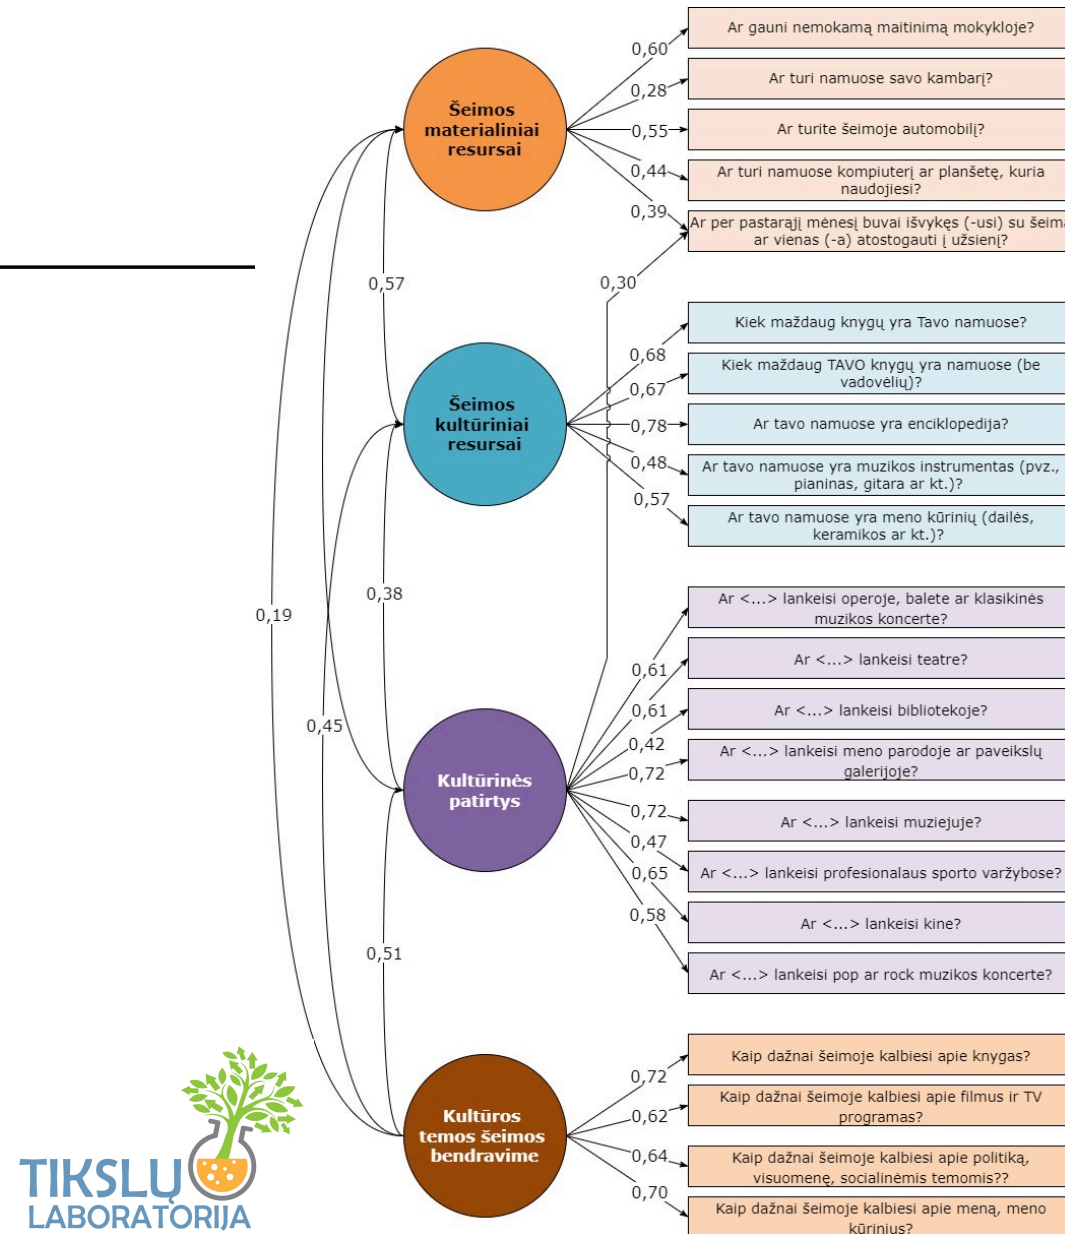 Ar gauni nemokamą maitinimą mokykloje?
0,60
Ar turi namuose savo kambarį?
0,28
Šeimos
materialiniai
resursai
Ar turite šeimoje automobilį?
0,55
Ar turi namuose kompiuterį ar planšetę, kuria
naudojiesi?
0,44
0,39
Ar per pastarąjį mėnesį buvai išvykęs (-usi) su šeima
ar vienas (-a) atostogauti į užsienį?
0,57
0,30
Kiek maždaug knygų yra Tavo namuose?
0,68
Kiek maždaug TAVO knygų yra namuose (be
vadovėlių)?
0,67
Šeimos
kultūriniai
resursai
Ar tavo namuose yra enciklopedija?
0,78
Ar tavo namuose yra muzikos instrumentas (pvz.,
pianinas, gitara ar kt.)?
0,48
0,57
Ar tavo namuose yra meno kūrinių (dailės,
keramikos ar kt.)?
0,38
0,19
Ar <...> lankeisi operoje, balete ar klasikinės
muzikos koncerte?
0,61
Ar <...> lankeisi teatre?
0,61
Ar <...> lankeisi bibliotekoje?
0,45
0,42
Ar <...> lankeisi meno parodoje ar paveikslų
galerijoje?
0,72
Kultūrinės
patirtys
0,72
Ar <...> lankeisi muziejuje?
0,47
Ar <...> lankeisi profesionalaus sporto varžybose?
0,65
Ar <...> lankeisi kine?
0,58
Ar <...> lankeisi pop ar rock muzikos koncerte?
0,51
Kaip dažnai šeimoje kalbiesi apie knygas?
0,72
Kaip dažnai šeimoje kalbiesi apie filmus ir TV
programas?
0,62
Kultūros
temos šeimos
bendravime
0,64
Kaip dažnai šeimoje kalbiesi apie politiką,
visuomenę, socialinėmis temomis??
0,70
Kaip dažnai šeimoje kalbiesi apie meną, meno
kūrinius?
TIKSLŲ
LABORATORIJA